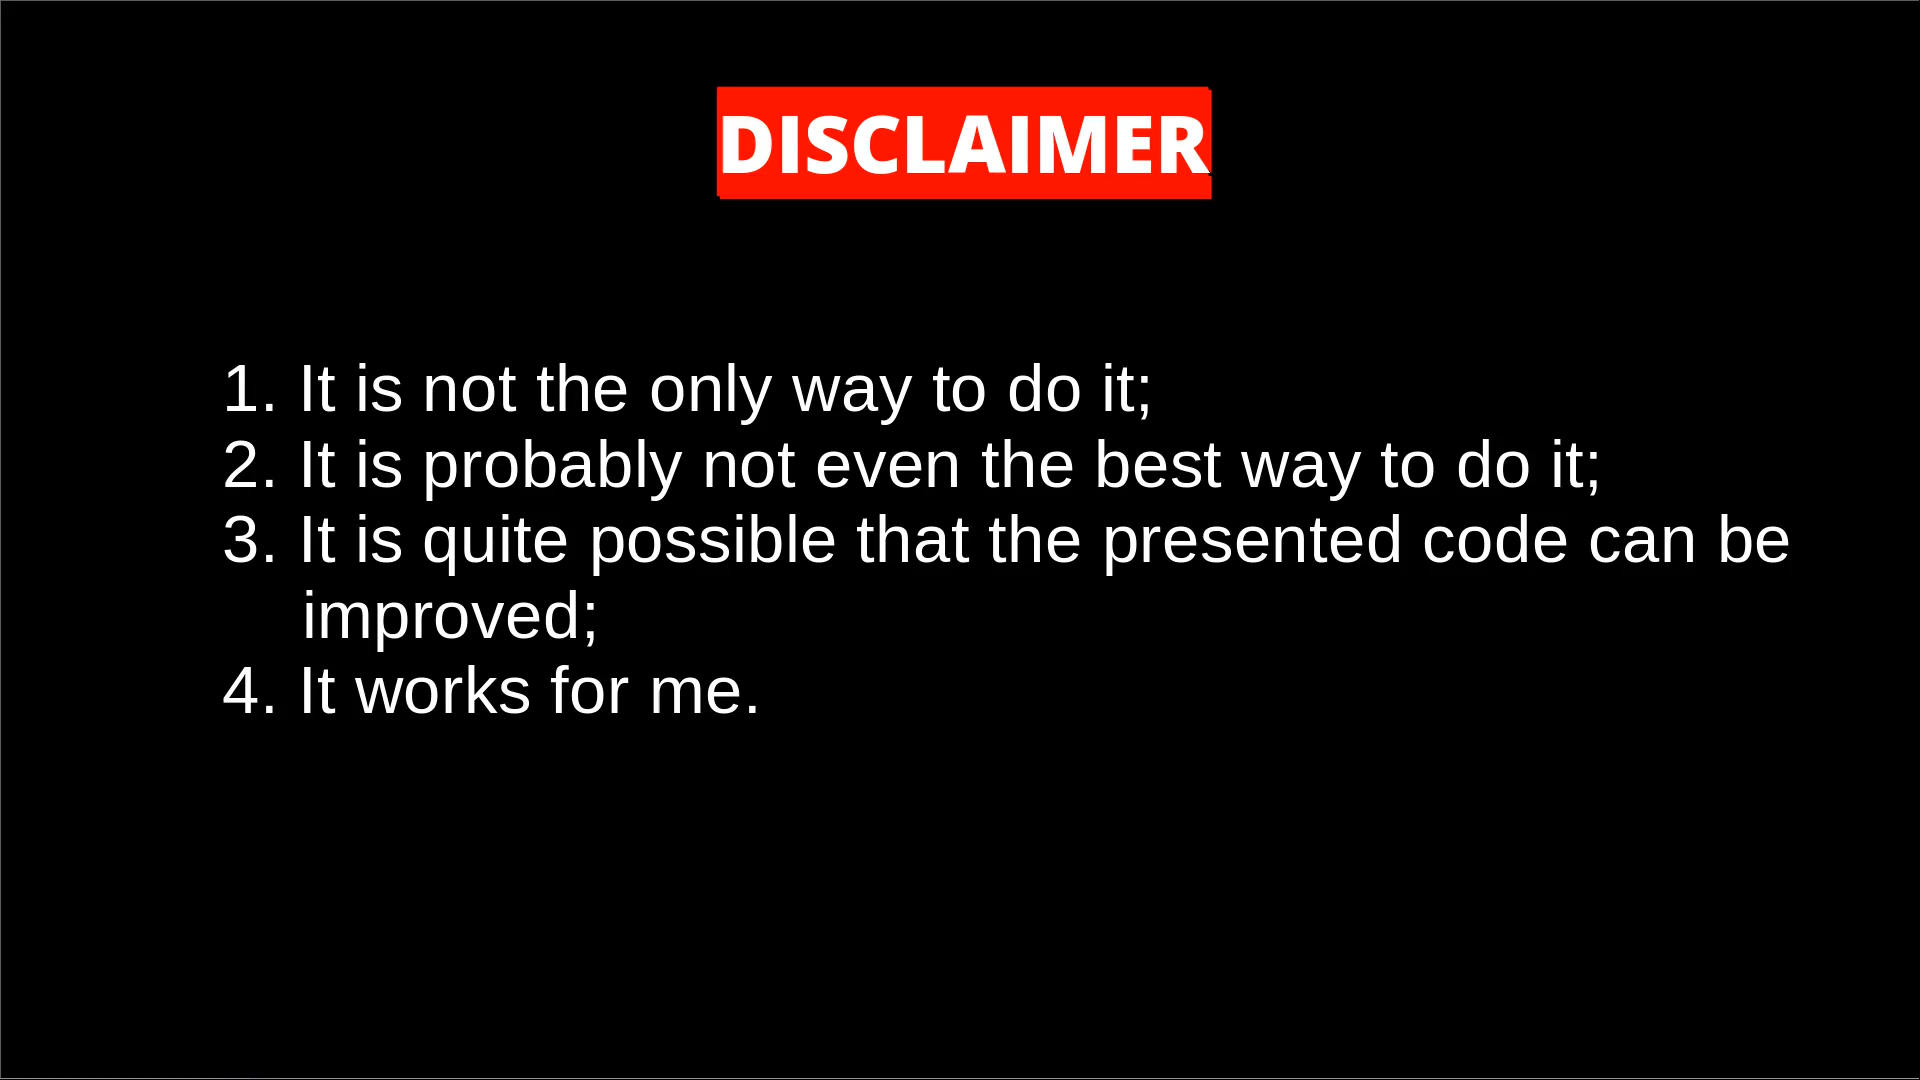 DISCLAIMER
1. It is not the only way to do it;
2. It is probably not even the best way to do it;
3. It is quite possible that the presented code can be
improved;
4. It works for me.